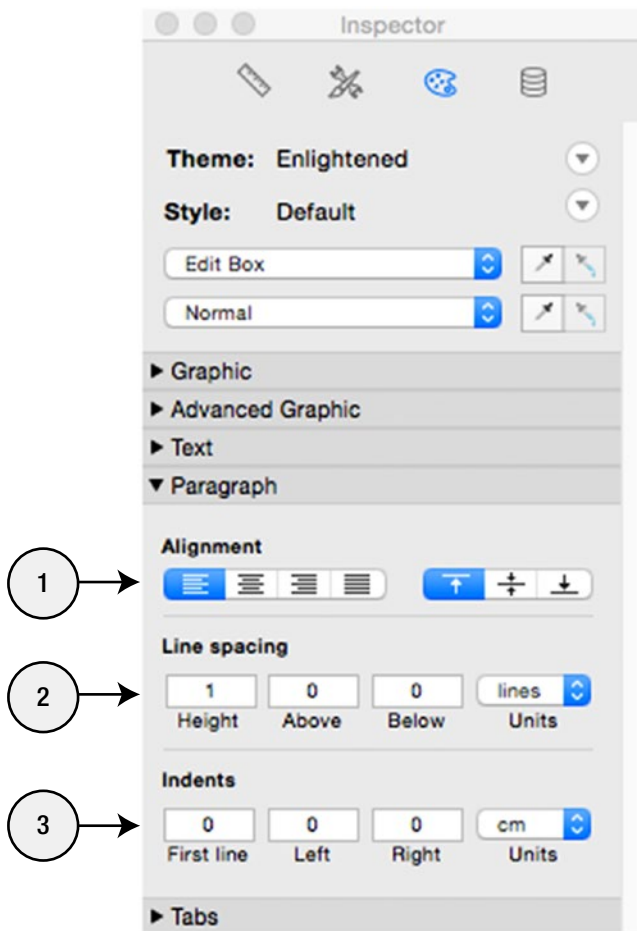 Inspector
Theme: Enlightened
Style: Default
Edit Box
Normal
Graphic
Advanced Graphic
Text
Paragraph
Alignment
1
Line spacing
2
1 0 0 lines
Height Above Below Units
Indents
3
0 0 0 cm
First line Left Right Units
Tabs